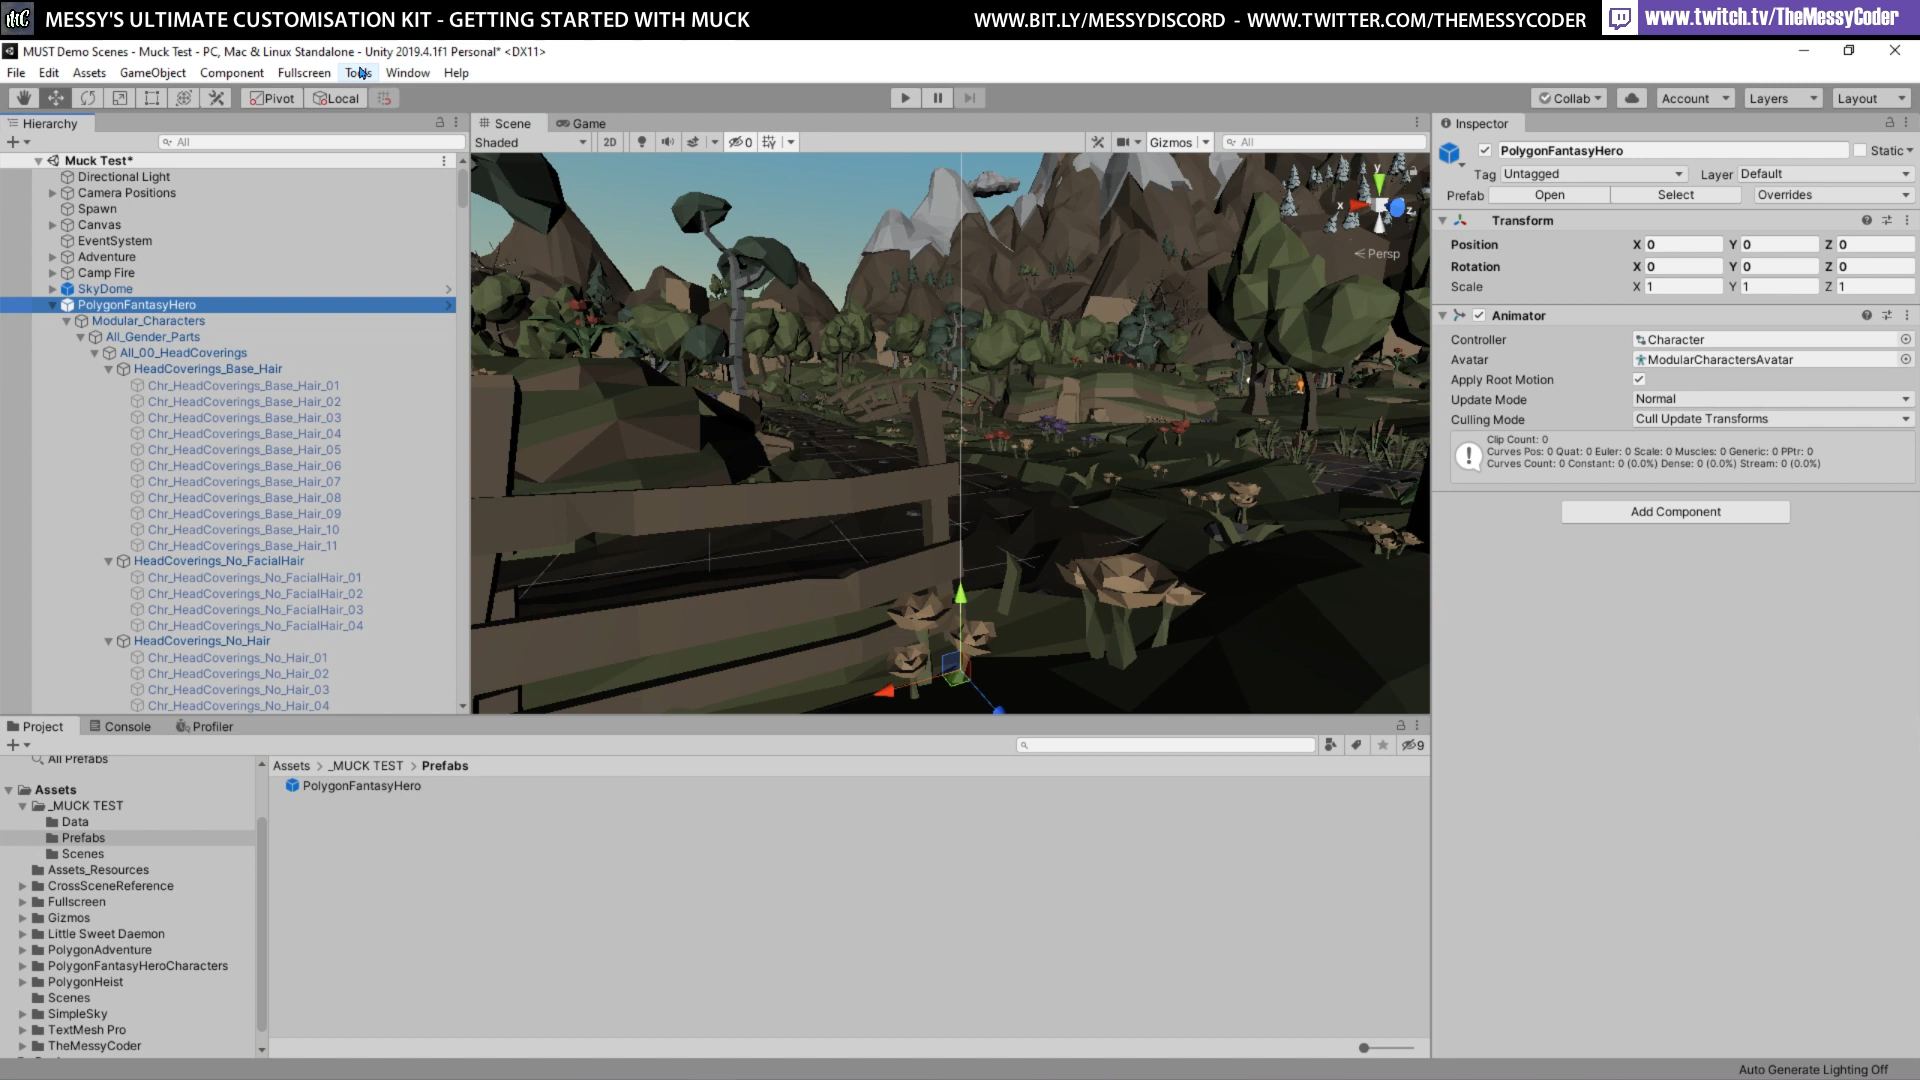 MESSY'S ULTIMATE CUSTOMISATION KIT - GETTING STARTED WITH MUCK
WWW.BIT.LY/MESSYDISCORD - WWW.TWITTER.COM/THEMESSYCODER
www.twitch.tv/TheMessyCoder
MUST Demo Scenes - Muck Test - PC, Mac & Linux Standalone - Unity 2019.4.1f1 Personal* <DX11>
File Edit Assets GameObject Component Fullscreen Tools Window Help
Pivot Local
Collab Account Layers Layout
Hierarchy
All
Muck Test*
Directional Light
Camera Positions
Spawn
Canvas
EventSystem
Adventure
Camp Fire
SkyDome
PolygonFantasyHero
Modular_Characters
All_Gender_Parts
All_00_HeadCoverings
HeadCoverings_Base_Hair
Chr_HeadCoverings_Base_Hair_01
Chr_HeadCoverings_Base_Hair_02
Chr_HeadCoverings_Base_Hair_03
Chr_HeadCoverings_Base_Hair_04
Chr_HeadCoverings_Base_Hair_05
Chr_HeadCoverings_Base_Hair_06
Chr_HeadCoverings_Base_Hair_07
Chr_HeadCoverings_Base_Hair_08
Chr_HeadCoverings_Base_Hair_09
Chr_HeadCoverings_Base_Hair_10
Chr_HeadCoverings_Base_Hair_11
HeadCoverings_No_FacialHair
Chr_HeadCoverings_No_FacialHair_01
Chr_HeadCoverings_No_FacialHair_02
Chr_HeadCoverings_No_FacialHair_03
Chr_HeadCoverings_No_FacialHair_04
HeadCoverings_No_Hair
Chr_HeadCoverings_No_Hair_01
Chr_HeadCoverings_No_Hair_02
Chr_HeadCoverings_No_Hair_03
Chr_HeadCoverings_No_Hair_04
Scene Game
Shaded 2D 0 Gizmos All
y
x z
Persp
Inspector
PolygonFantasyHero Static
Tag Untagged Layer Default
Prefab Open Select Overrides
Transform
Position X 0 Y 0 Z 0
Rotation X 0 Y 0 Z 0
Scale X 1 Y 1 Z 1
Animator
Controller Character
Avatar ModularCharactersAvatar
Apply Root Motion
Update Mode Normal
Culling Mode Cull Update Transforms
Clip Count: 0
Curves Pos: 0 Quat: 0 Euler: 0 Scale: 0 Muscles: 0 Generic: 0 PPtr: 0
Curves Count: 0 Constant: 0 (0.0%) Dense: 0 (0.0%) Stream: 0 (0.0%)
Add Component
Project Console Profiler
9
All Prefabs
Assets
_MUCK TEST
Data
Prefabs
Scenes
Assets_Resources
CrossSceneReference
Fullscreen
Gizmos
Little Sweet Daemon
PolygonAdventure
PolygonFantasyHeroCharacters
PolygonHeist
Scenes
SimpleSky
TextMesh Pro
TheMessyCoder
Assets > _MUCK TEST > Prefabs
PolygonFantasyHero
Auto Generate Lighting Off